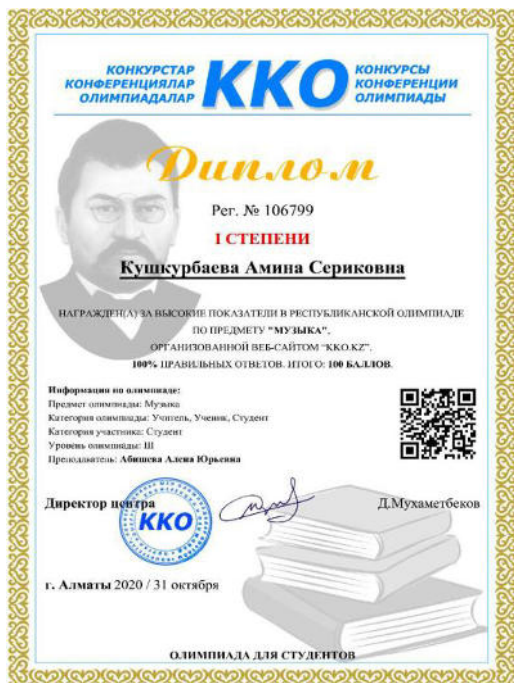 КОНКУРСТАР
КОНФЕРЕНЦИЯЛАР
ОЛИМПИАДАЛАР
ККО
КОНКУРСЫ
КОНФЕРЕНЦИИ
ОЛИМПИАДЫ
Диплом
Рег. № 106799
I СТЕПЕНИ
Кушкурбаева Амина Сериковна
НАГРАЖДЕН(А) ЗА ВЫСОКИЕ ПОКАЗАТЕЛИ В РЕСПУБЛИКАНСКОЙ ОЛИМПИАДЕ
ПО ПРЕДМЕТУ "МУЗЫКА",
ОРГАНИЗОВАННОЙ ВЕБ-САЙТОМ "KKO.KZ".
100% ПРАВИЛЬНЫХ ОТВЕТОВ. ИТОГО: 100 БАЛЛОВ.
Информация по олимпиаде:
Предмет олимпиады: Музыка
Категория олимпиады: Учитель, Ученик, Студент
Категория участника: Студент
Уровень олимпиады: III
Преподаватель: Абишева Алена Юрьевна
Директор центра
ККО
Д.Мухаметбеков
г. Алматы 2020 / 31 октября
ОЛИМПИАДА ДЛЯ СТУДЕНТОВ